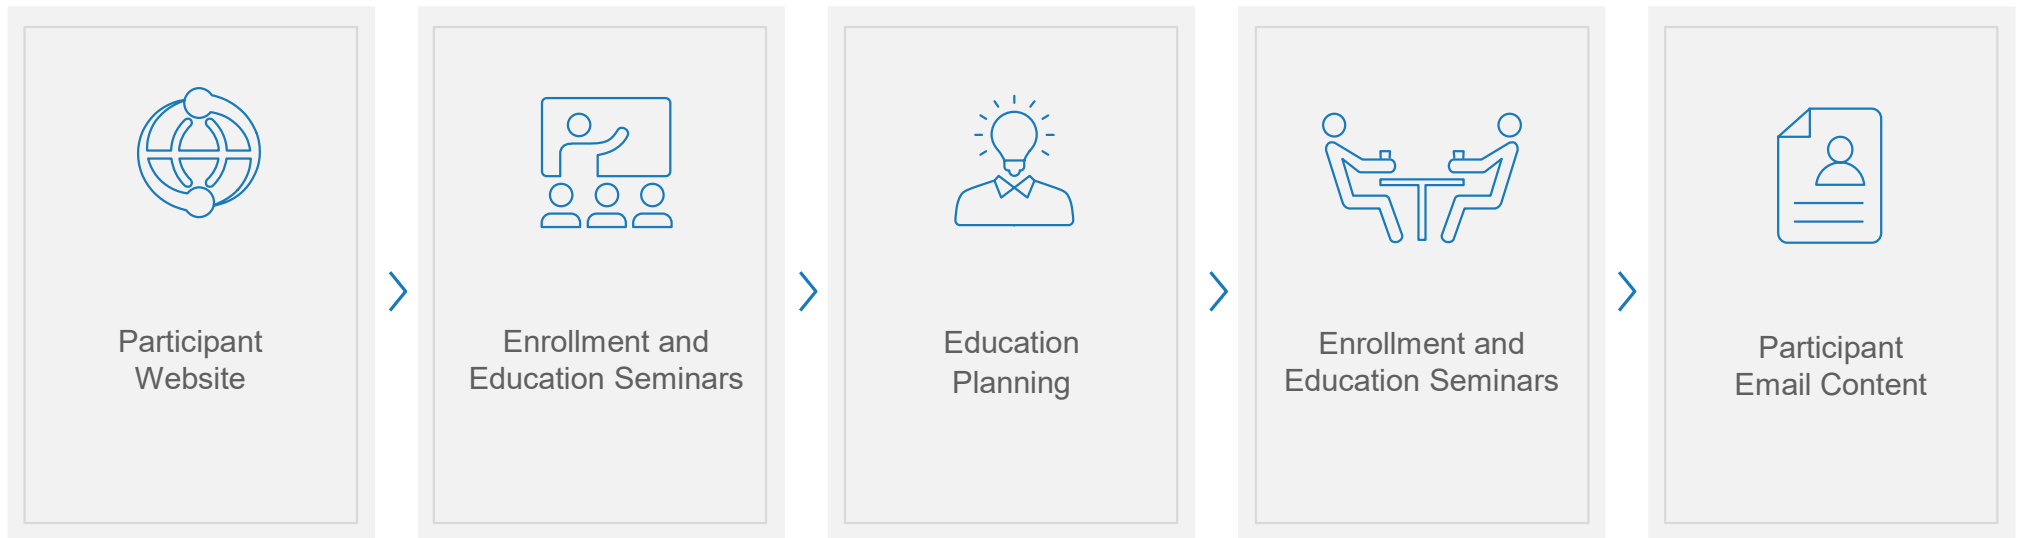 Participant
Website
Enrollment and
Education Seminars
Education
Planning
Enrollment and
Education Seminars
Participant
Email Content